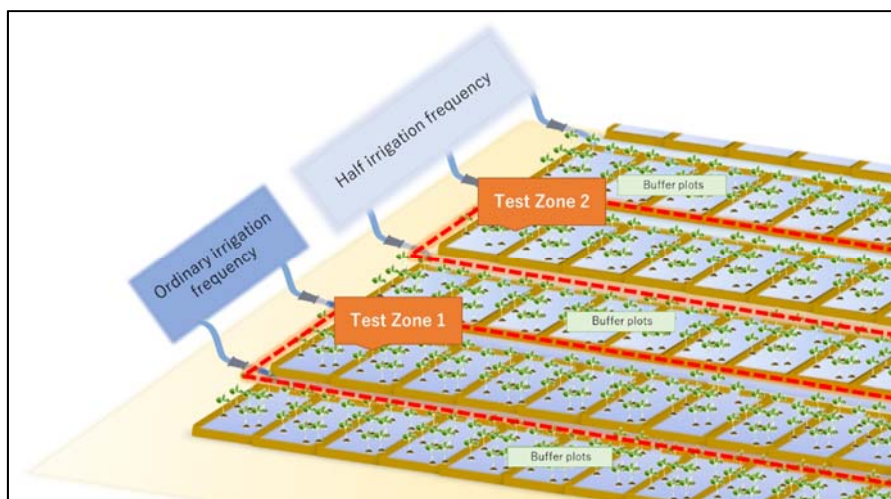 Half irrigation frequency
Buffer plots
Test Zone 2
Ordinary irrigation
frequency
Test Zone 1
Buffer plots
Buffer plots